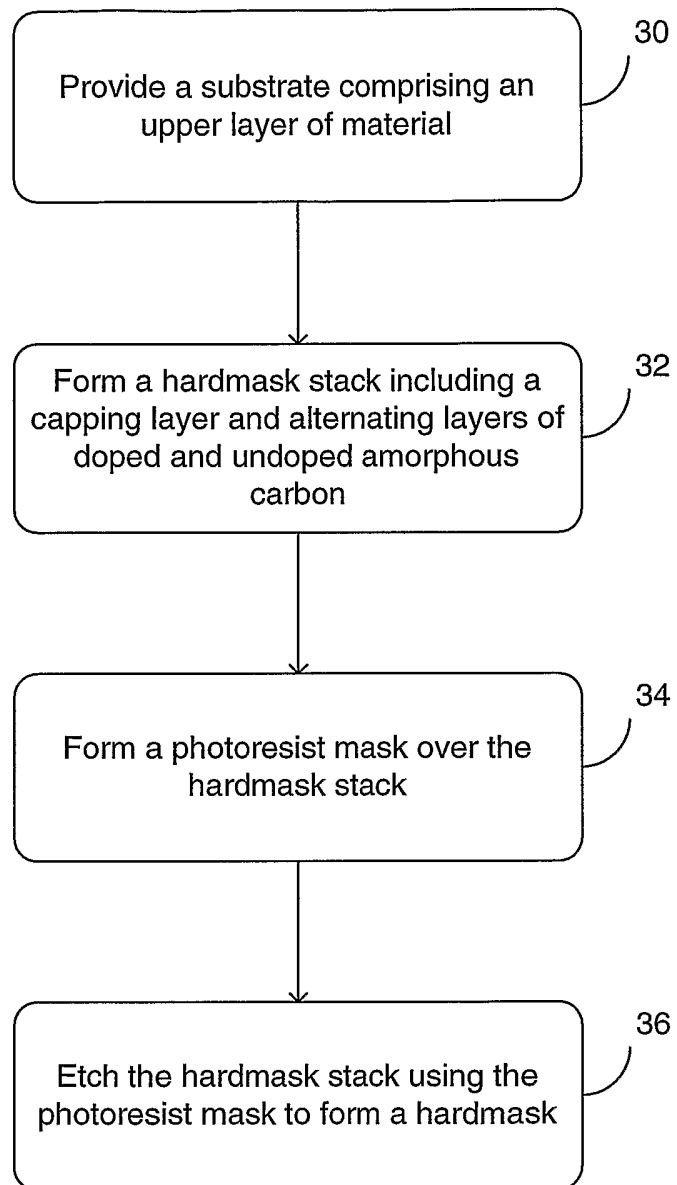 30
Provide a substrate comprising an
upper layer of material
32
Form a hardmask stack including a
capping layer and alternating layers of
doped and undoped amorphous
carbon
34
Form a photoresist mask over the
hardmask stack
36
Etch the hardmask stack using the
photoresist mask to form a hardmask